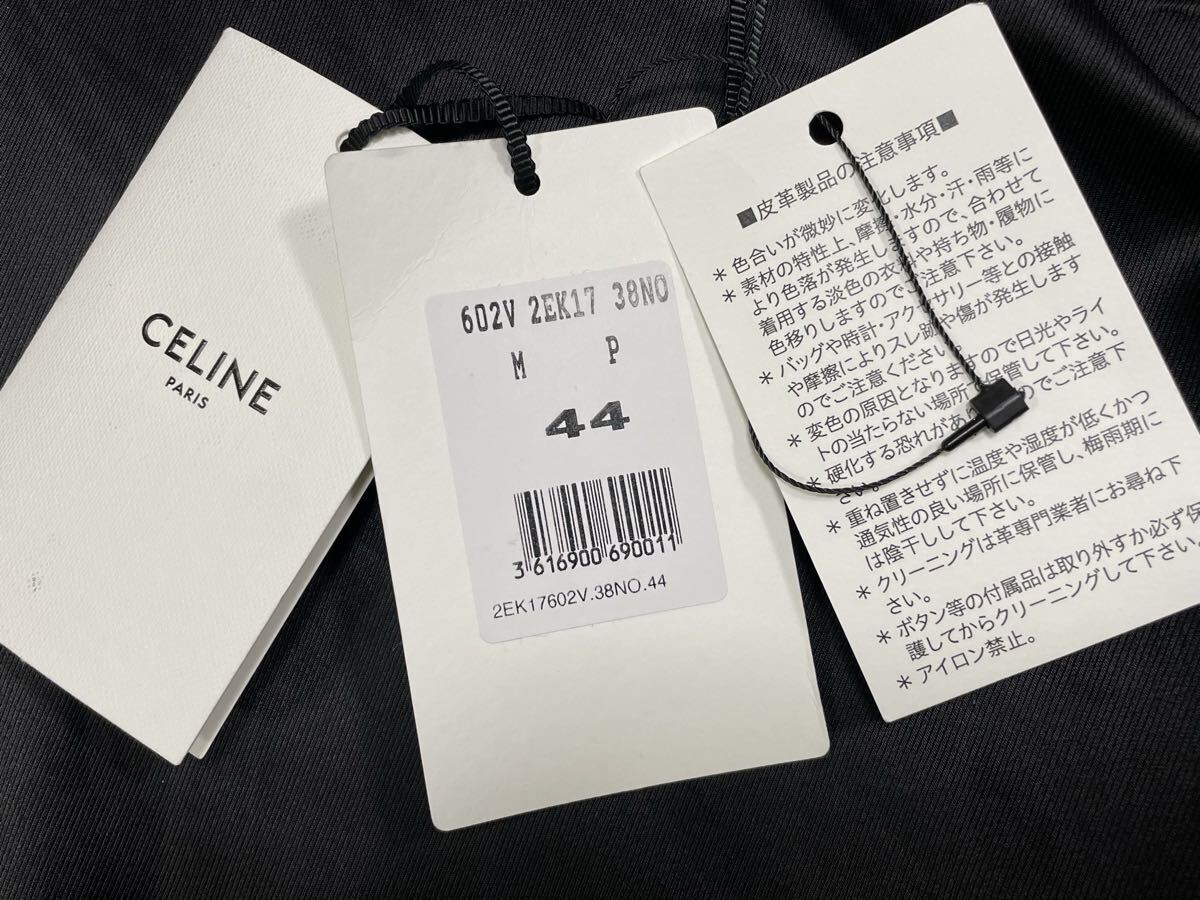 CELINE
PARIS
602V 2EK17 38NO
M P
44
3 616900 690011
2EK17602V.38NO.44
■皮革製品の注意事項■
＊色合いが微妙に変化します。
＊素材の特性上、摩擦・水分・汗・雨等に
より色落が発生しますので、合わせて
着用する淡色の衣 や持ち物・履物に
色移りしますのでご注意下さい。
＊バッグや時計・アクセサリー等との接触
や摩擦によりスレ跡や傷が発生します
のでご注意ください。
＊変色の原因となりますので日光やライ
トの当たらない場所 保管して下さい。
＊硬化する恐れがあ のでご注意下
さい。
＊重ね置きせずに温度や湿度が低くかつ
通気性の良い場所に保管し、梅雨期に
は陰干しして下さい。
＊クリーニングは革専門業者にお尋ね下
さい。
＊ボタン等の付属品は取り外すか必ず保
護してからクリーニングして下さい。
＊アイロン禁止。